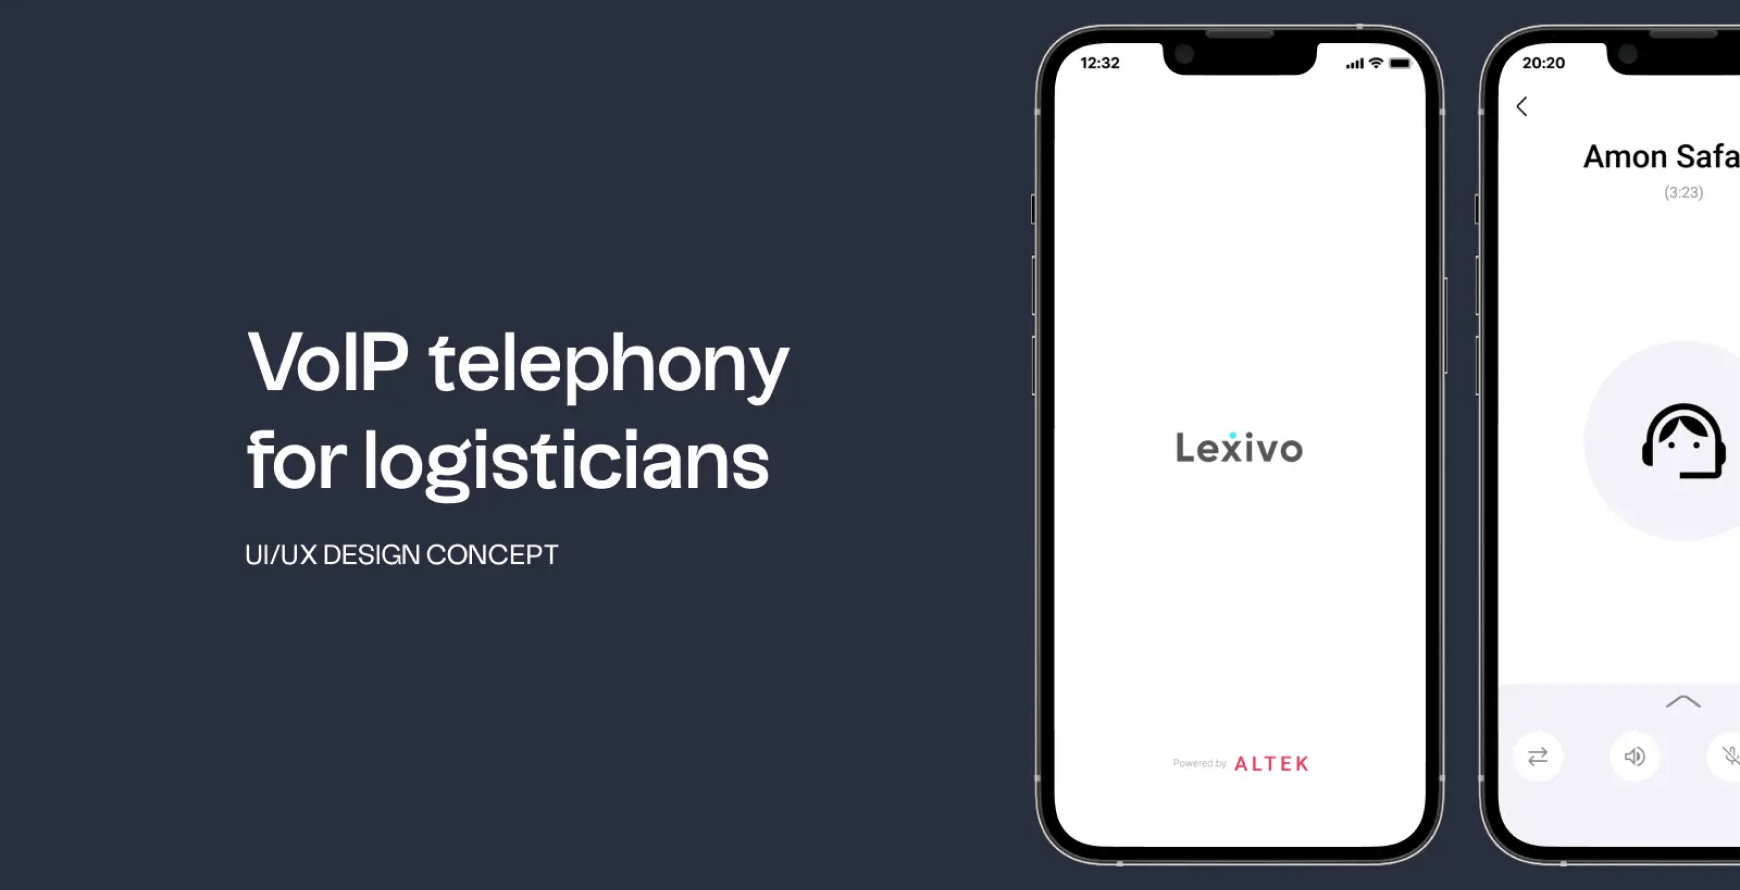 VoIP telephony
for logisticians
UI/UX DESIGN CONCEPT
12:32
Lexivo
Powered by ALTEK
20:20
Amon Safa
(3:23)